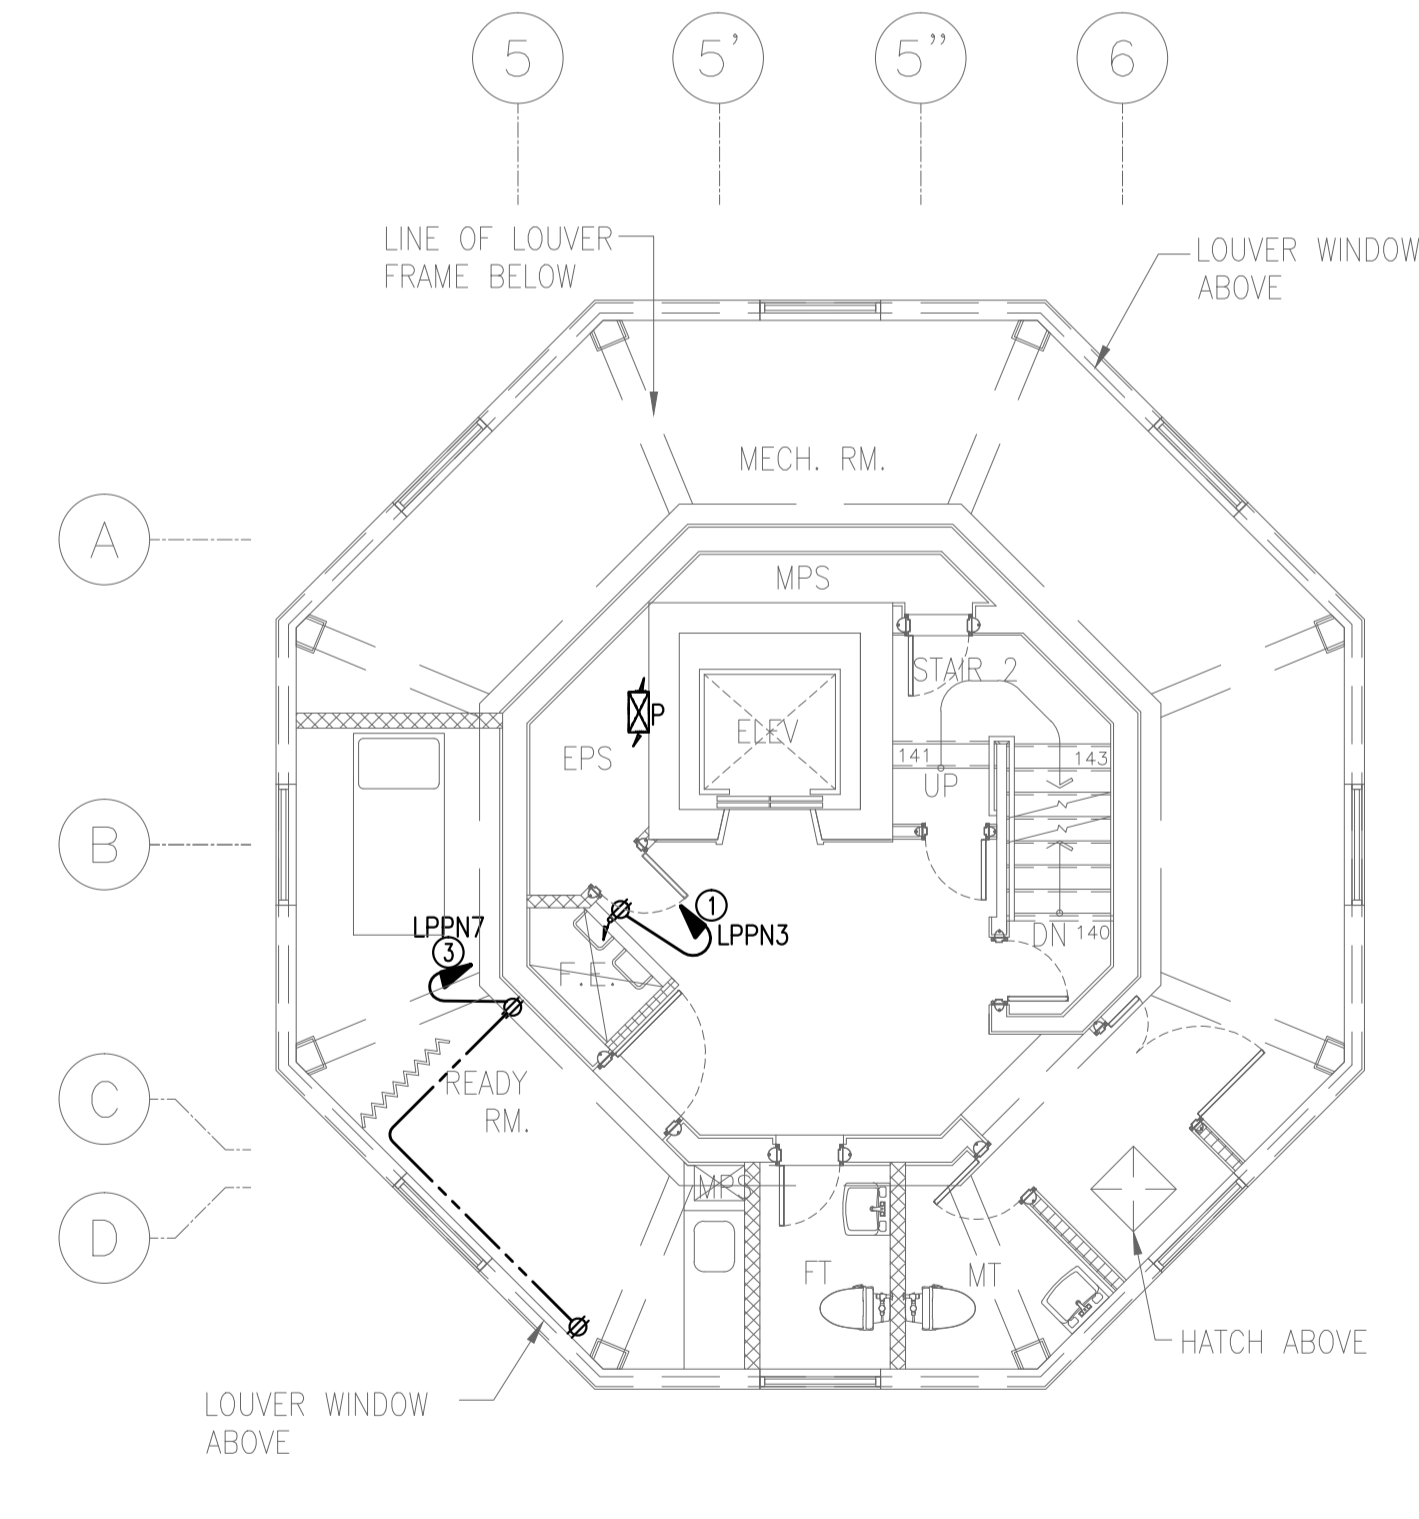 5
5'
5"
6
LINE OF LOUVER
FRAME BELOW
LOUVER WINDOW
ABOVE
MECH. RM.
A
MPS
STAIR 2
P
ELEV
EPS
141
143
UP
B
1
LPPN7
LPPN3
3
DN
140
F.E.
READY
RM.
C
MPS
D
FT
MT
HATCH ABOVE
LOUVER WINDOW
ABOVE